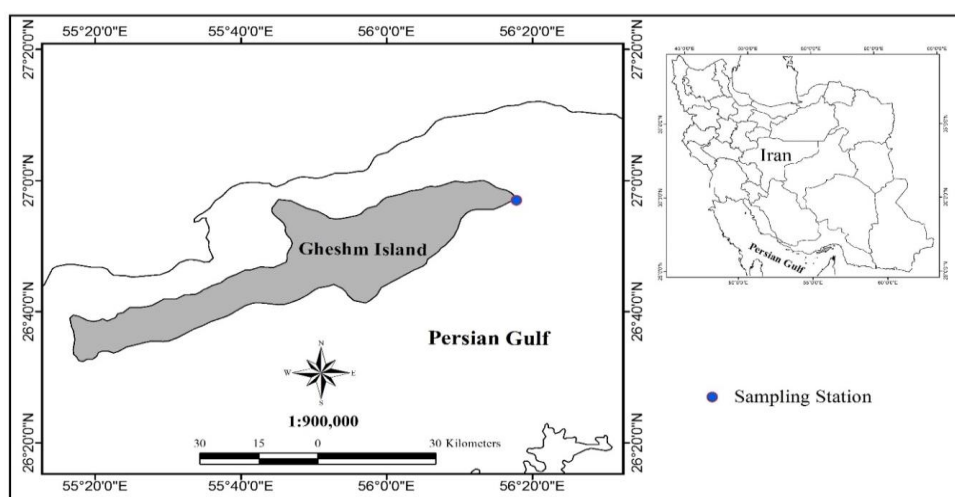 55°20'0"E 55°40'0"E 56°0'0"E 56°20'0"E
27°20'0"N
27°20'0"N
27°0'0"N
27°0'0"N
26°40'0"N
26°40'0"N
26°20'0"N
26°20'0"N
Gheshm Island
Persian Gulf
N
W E
S
1:900,000
30 15 0 30 Kilometers
55°20'0"E 55°40'0"E 56°0'0"E 56°20'0"E
Iran
Persian Gulf
Sampling Station